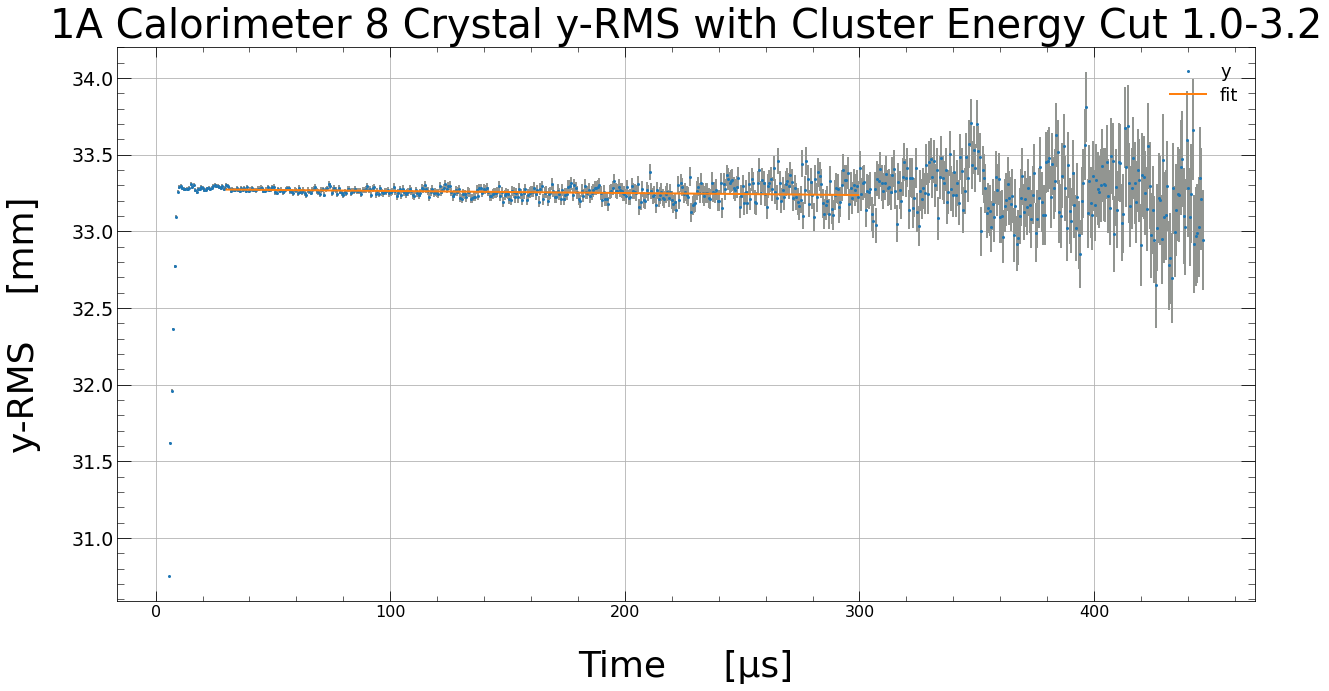 1A Calorimeter 8 Crystal y-RMS with Cluster Energy Cut 1.0-3.2
y
fit
34.0
33.5
33.0
32.5
32.0
31.5
31.0
y-RMS [mm]
0 100 200 300 400
Time [μs]